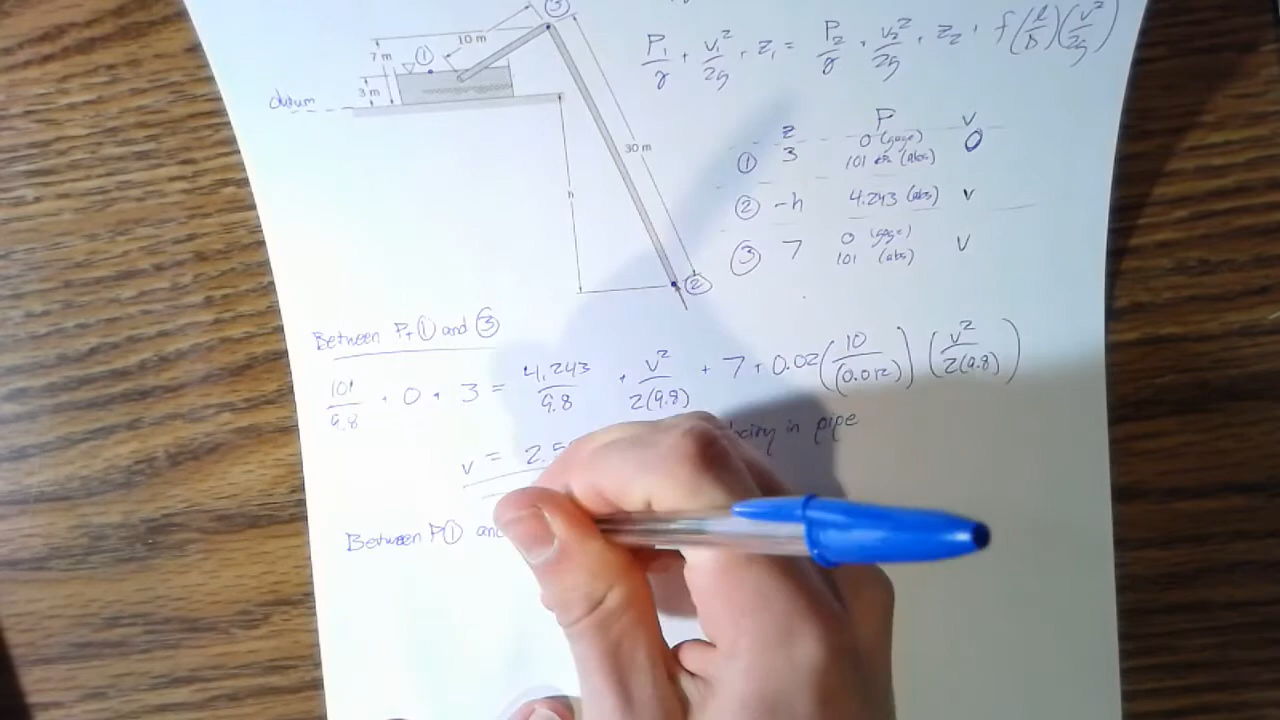 ③
10 m
7 m
①
3 m
datum
h
30 m
②
P₁/γ + v₁²/2g + z₁ = P₂/γ + v₂²/2g + z₂ + f(l/D)(v²/2g)
z P v
① 3 0 (gage) 0
101 (abs)
② -h 4.243 (abs) v
③ 7 0 (gage) v
101 (abs)
Between Pt ① and ③
101/9.8 + 0 + 3 = 4.243/9.8 + v²/2(9.8) + 7 + 0.02(10/(0.012))(v²/2(9.8))
v = 2.5 in pipe
Between P ① and